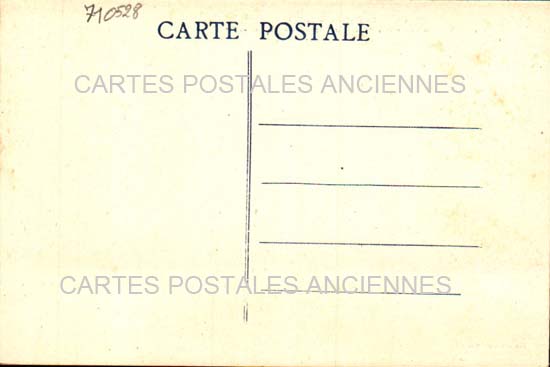 710528
CARTE POSTALE
CARTES POSTALES ANCIENNES
CARTES POSTALES ANCIENNES